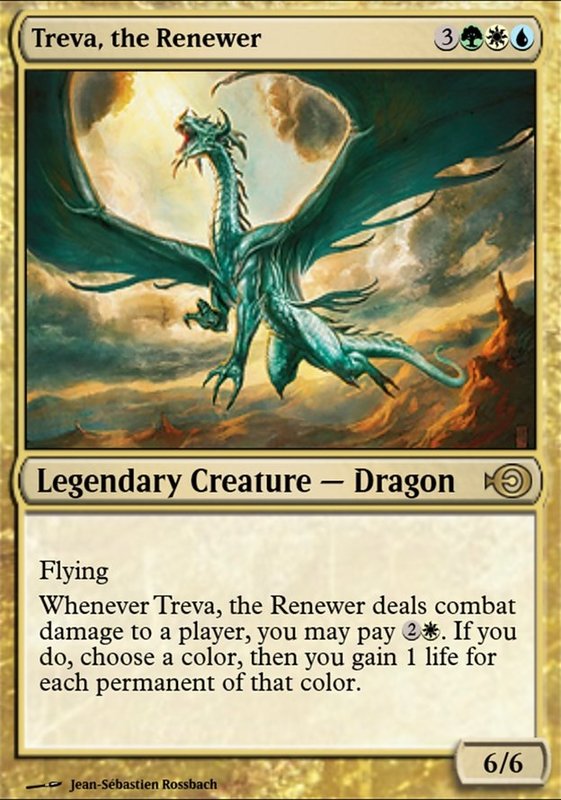 Treva, the Renewer 3
Legendary Creature — Dragon
Flying
Whenever Treva, the Renewer deals combat
damage to a player, you may pay 2. If you
do, choose a color, then you gain 1 life for
each permanent of that color.
6/6
Jean-Sébastien Rossbach